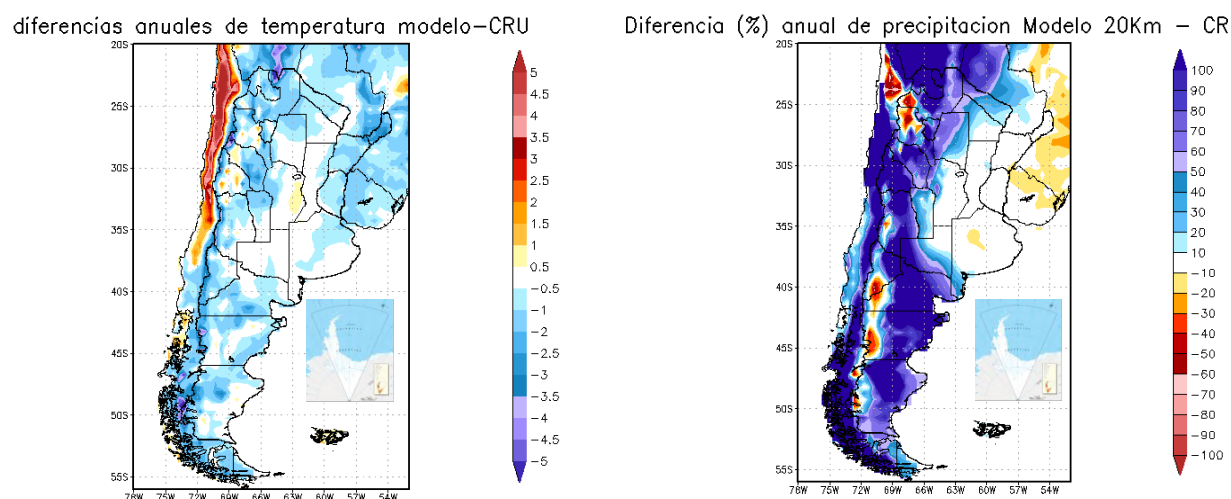 diferencias anuales de temperatura modelo-CRU
20S
25S
30S
35S
40S
45S
50S
55S
78W 75W 72W 69W 66W 63W 60W 57W 54W
5
4.5
4
3.5
3
2.5
2
1.5
1
0.5
-0.5
-1
-2
-2.5
-3
-3.5
-4
-4.5
-5
Diferencia (%) anual de precipitacion Modelo 20Km - CR
20S
25S
30S
35S
40S
45S
50S
55S
78W 75W 72W 69W 66W 63W 60W 57W 54W
100
90
80
70
60
50
40
30
20
10
-10
-20
-30
-50
-60
-70
-80
-90
-100